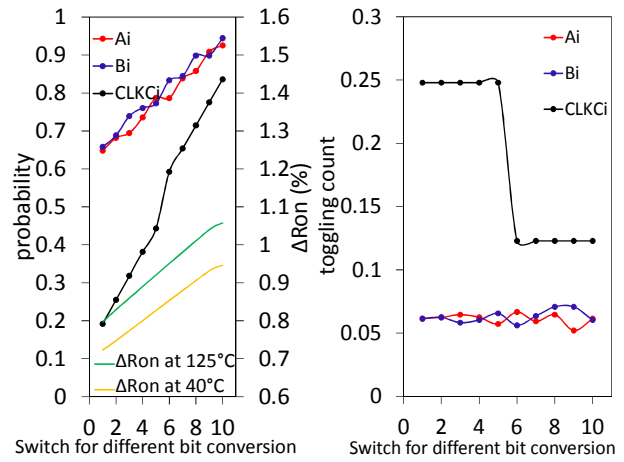 1
0.9
0.8
0.7
0.6
0.5
0.4
0.3
0.2
0.1
0
probability
Ai
Bi
CLKCi
ΔRon at 125°C
ΔRon at 40°C
1.6
1.5
1.4
1.3
1.2
1.1
1
0.9
0.8
0.7
0.6
ΔRon (%)
0 2 4 6 8 10
Switch for different bit conversion
0.3
0.25
0.2
0.15
0.1
0.05
0
toggling count
Ai
Bi
CLKCi
0 2 4 6 8 10
Switch for different bit conversion